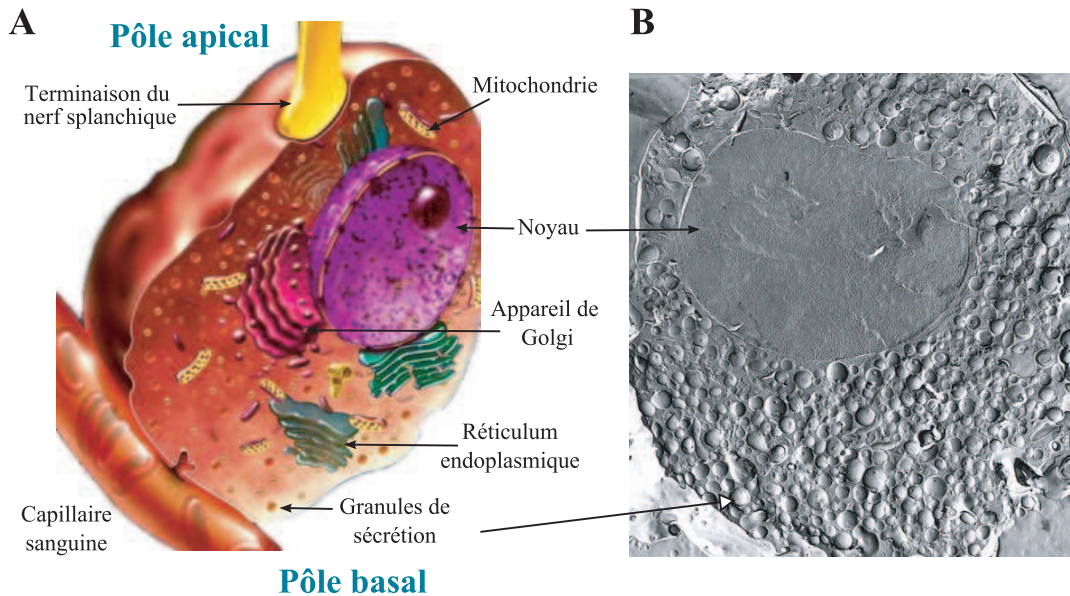 A
Pôle apical
B
Terminaison du
nerf splanchique
Mitochondrie
Noyau
Appareil de
Golgi
Réticulum
endoplasmique
Granules de
sécrétion
Capillaire
sanguine
Pôle basal